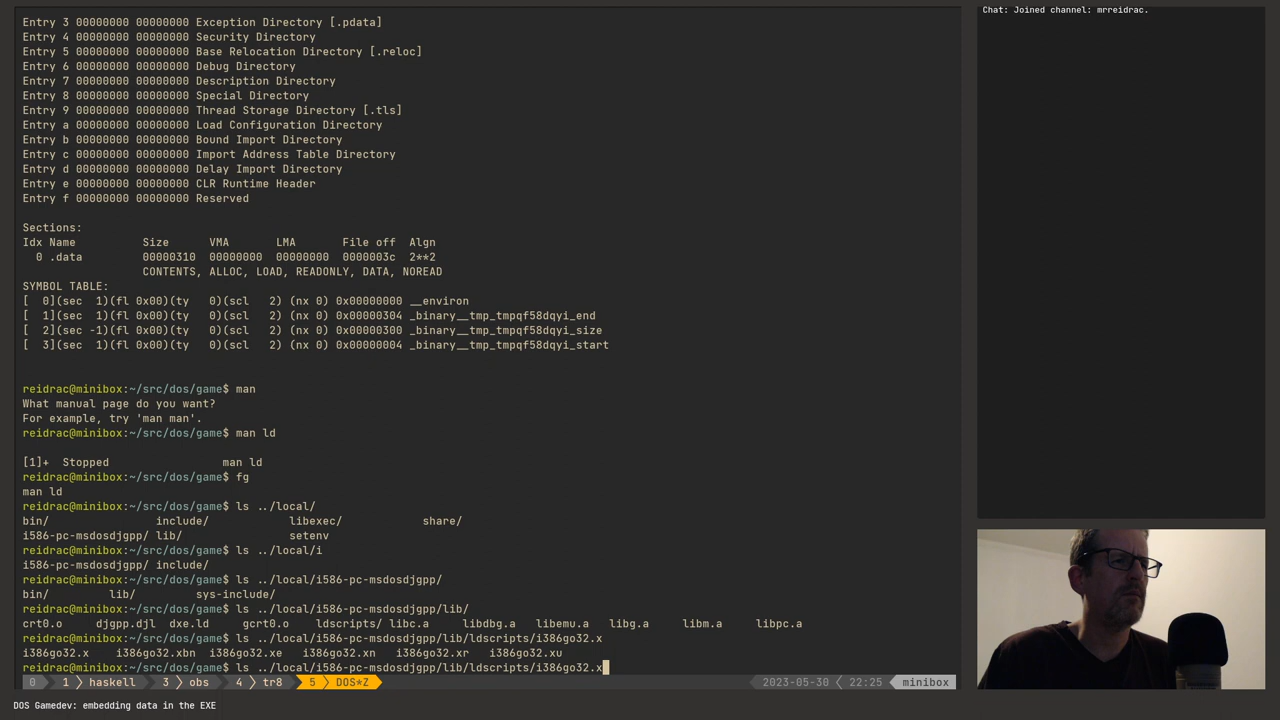 Entry 3 00000000 00000000 Exception Directory [.pdata]
Entry 4 00000000 00000000 Security Directory
Entry 5 00000000 00000000 Base Relocation Directory [.reloc]
Entry 6 00000000 00000000 Debug Directory
Entry 7 00000000 00000000 Description Directory
Entry 8 00000000 00000000 Special Directory
Entry 9 00000000 00000000 Thread Storage Directory [.tls]
Entry a 00000000 00000000 Load Configuration Directory
Entry b 00000000 00000000 Bound Import Directory
Entry c 00000000 00000000 Import Address Table Directory
Entry d 00000000 00000000 Delay Import Directory
Entry e 00000000 00000000 CLR Runtime Header
Entry f 00000000 00000000 Reserved
Sections:
Idx Name          Size      VMA       LMA       File off  Algn
  0 .data         00000310  00000000  00000000  0000003c  2**2
                  CONTENTS, ALLOC, LOAD, READONLY, DATA, NOREAD
SYMBOL TABLE:
[  0](sec  1)(fl 0x00)(ty   0)(scl   2) (nx 0) 0x00000000 __environ
[  1](sec  1)(fl 0x00)(ty   0)(scl   2) (nx 0) 0x00000304 _binary__tmp_tmpqf58dqyi_end
[  2](sec -1)(fl 0x00)(ty   0)(scl   2) (nx 0) 0x00000300 _binary__tmp_tmpqf58dqyi_size
[  3](sec  1)(fl 0x00)(ty   0)(scl   2) (nx 0) 0x00000004 _binary__tmp_tmpqf58dqyi_start
reidrac@minibox:~/src/dos/game$ man
What manual page do you want?
For example, try 'man man'.
reidrac@minibox:~/src/dos/game$ man ld
[1]+  Stopped                 man ld
reidrac@minibox:~/src/dos/game$ fg
man ld
reidrac@minibox:~/src/dos/game$ ls ../local/
bin/                include/            libexec/            share/
i586-pc-msdosdjgpp/ lib/                setenv
reidrac@minibox:~/src/dos/game$ ls ../local/i
i586-pc-msdosdjgpp/ include/
reidrac@minibox:~/src/dos/game$ ls ../local/i586-pc-msdosdjgpp/
bin/         lib/         sys-include/
reidrac@minibox:~/src/dos/game$ ls ../local/i586-pc-msdosdjgpp/lib/
crt0.o     djgpp.djl  dxe.ld     gcrt0.o    ldscripts/ libc.a     libdbg.a   libemu.a   libg.a     libm.a     libpc.a
reidrac@minibox:~/src/dos/game$ ls ../local/i586-pc-msdosdjgpp/lib/ldscripts/i386go32.x
i386go32.x    i386go32.xbn  i386go32.xe   i386go32.xn   i386go32.xr   i386go32.xu
reidrac@minibox:~/src/dos/game$ ls ../local/i586-pc-msdosdjgpp/lib/ldscripts/i386go32.x
0 1 haskell 3 obs 4 tr8 5 DOS*Z 2023-05-30 22:25 minibox
DOS Gamedev: embedding data in the EXE
Chat: Joined channel: mrreidrac.